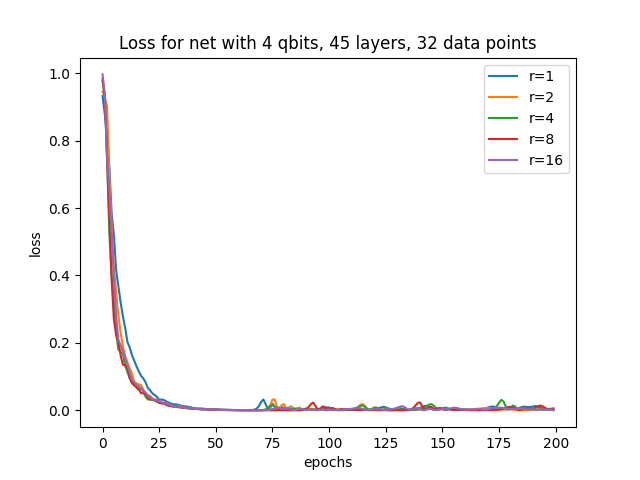 Loss for net with 4 qbits, 45 layers, 32 data points
1.0
0.8
0.6
0.4
0.2
0.0
loss
r=1
r=2
r=4
r=8
r=16
0 25 50 75 100 125 150 175 200
epochs